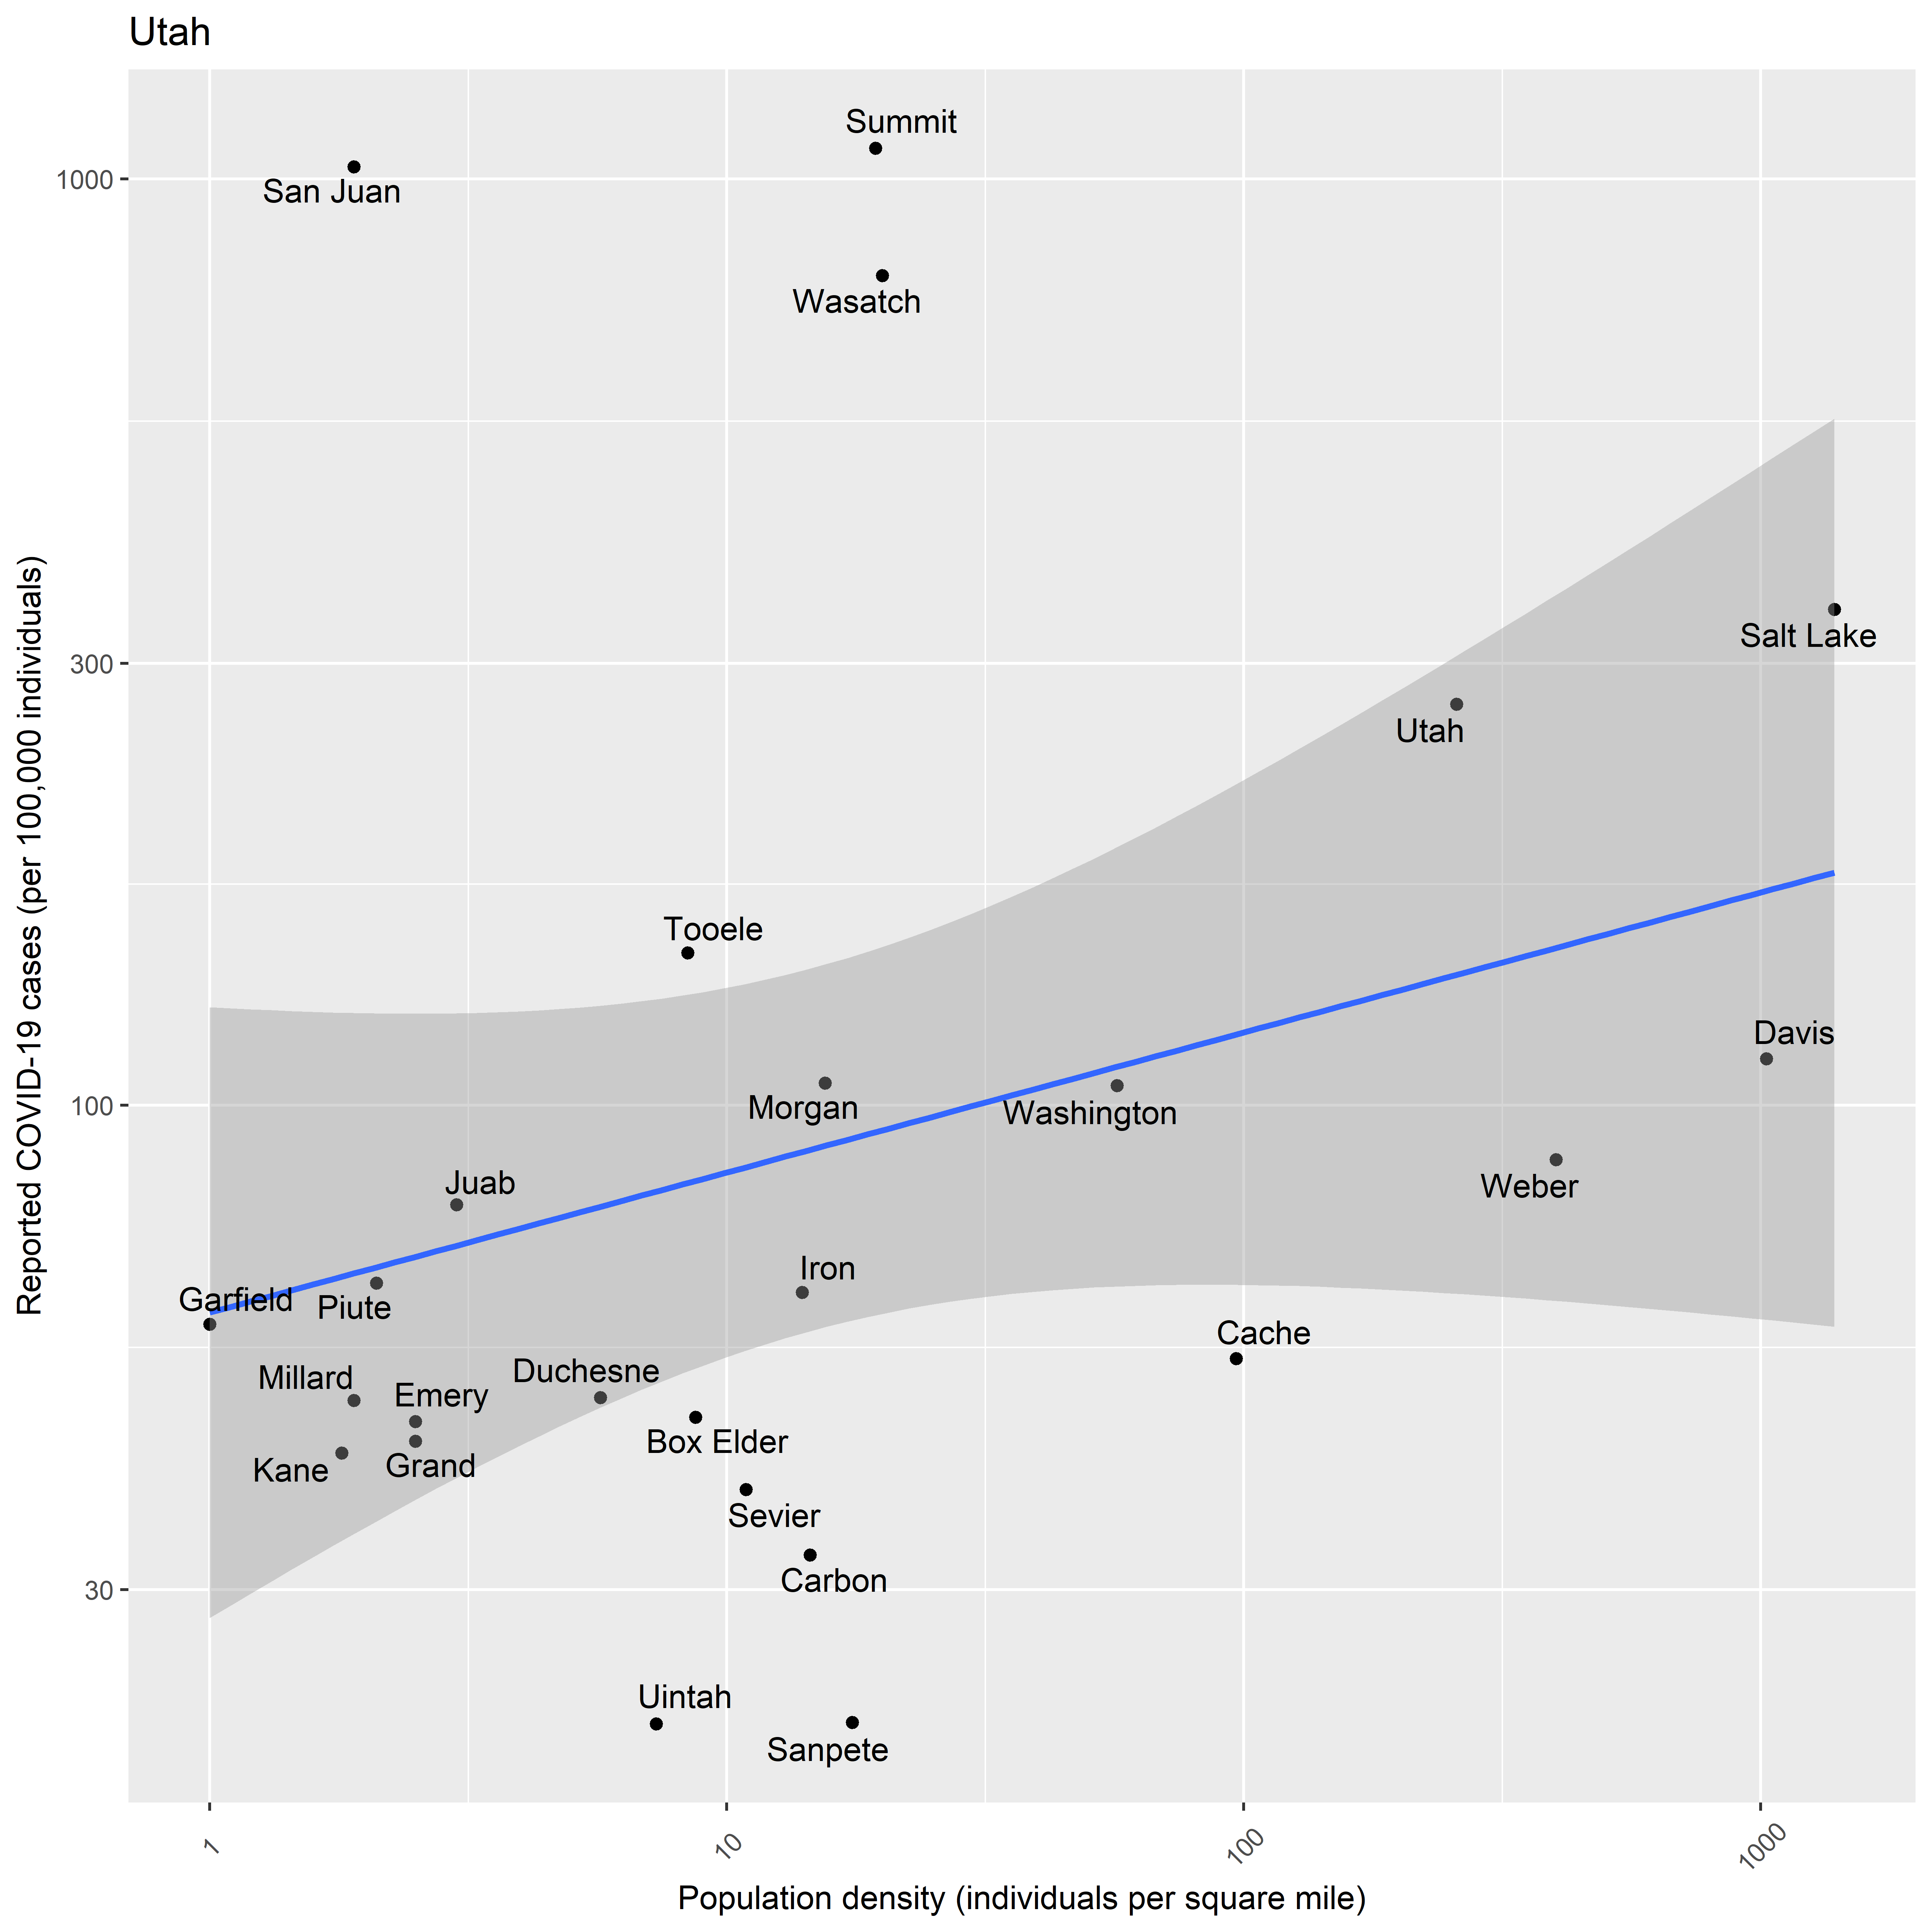 Utah
Summit
San Juan
Wasatch
Salt Lake
Utah
Tooele
Davis
Morgan
Washington
Juab
Weber
Iron
Garfield
Piute
Cache
Duchesne
Millard
Emery
Box Elder
Grand
Kane
Sevier
Carbon
Uintah
Sanpete
1000
300
100
30
1
10
100
1000
Population density (individuals per square mile)
Reported COVID-19 cases (per 100,000 individuals)